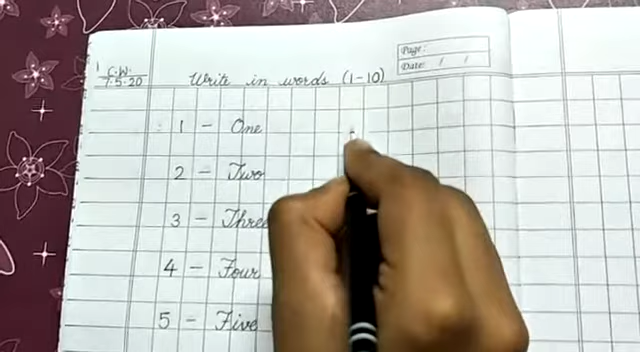 C.W.
7.5.20
Write in words (1-10)
Page:
Date: / /
1 - One
2 - Two
3 - Three
4 - Four
5 - Five